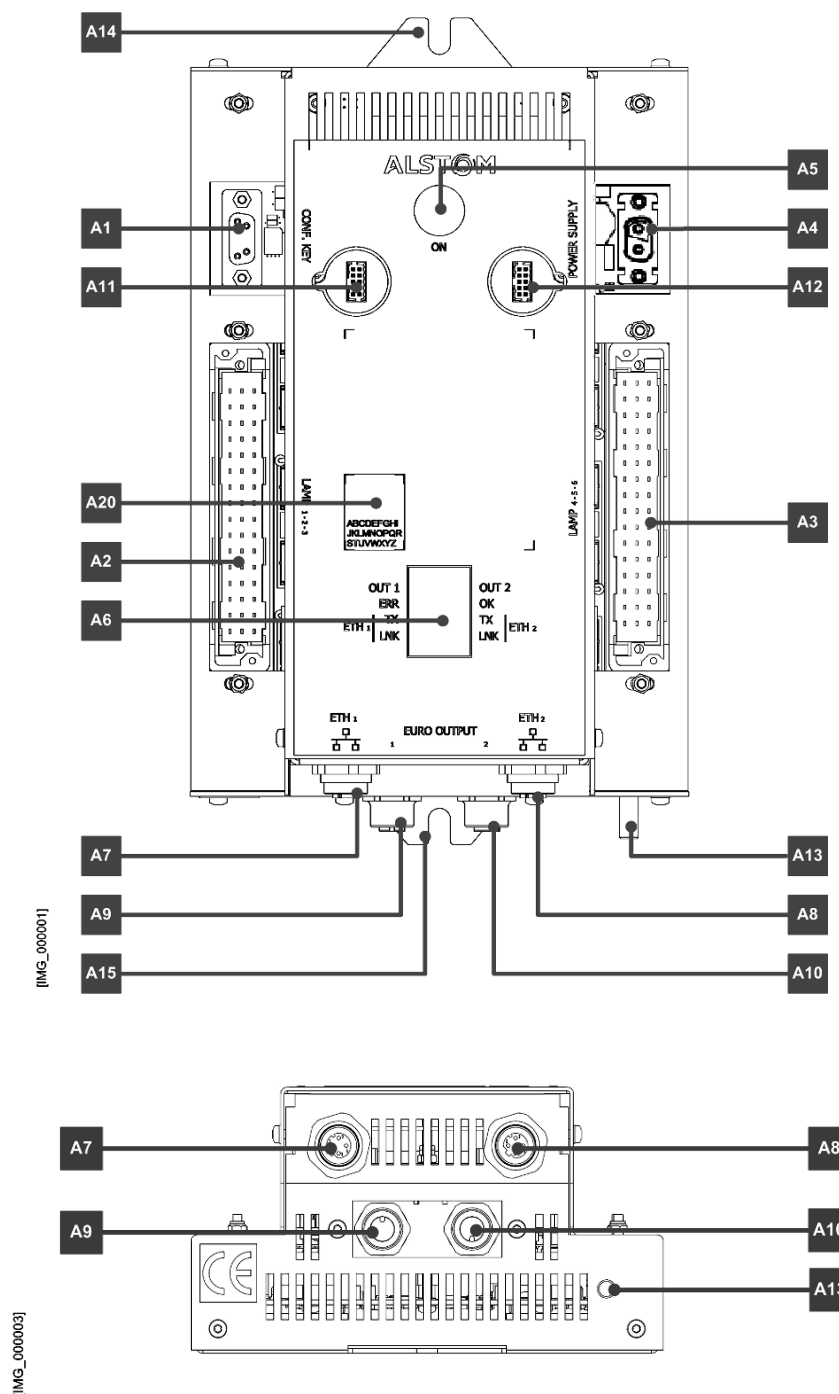 A14
ALSTOM
A5
ON
CONF. KEY
POWER SUPPLY
A1
A4
A11
A12
LAMP 1-2-3
LAMP 4-5-6
A20
ABCDEFGHI
JKLMNOPQR
STUVWXYZ
A2
A3
OUT 1
OUT 2
ERR
OK
A6
TX
TX
ETH 1
ETH 2
LNK
LNK
ETH 1
EURO OUTPUT
ETH 2
1
2
A7
A13
A9
A8
A15
A10
[IMG_000001]
A7
A8
A9
A10
CE
A13
[IMG_000003]